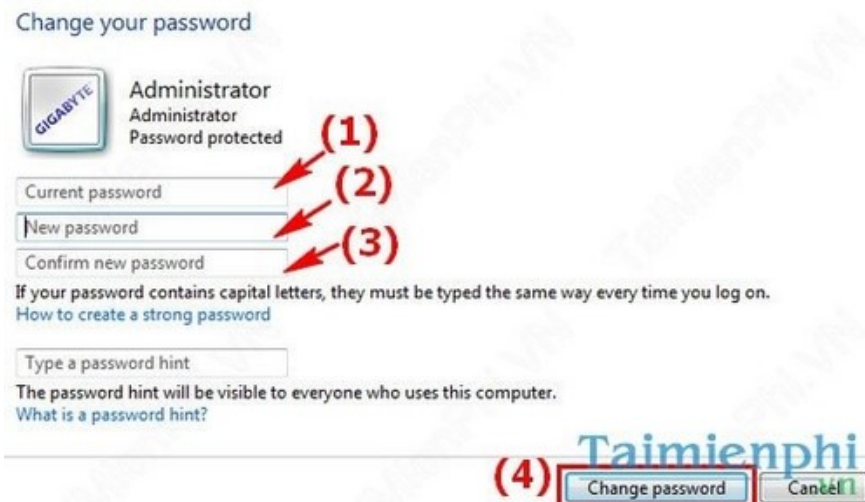 Change your password
GIGABYTE
Administrator
Administrator
Password protected
(1)
Current password
(2)
New password
(3)
Confirm new password
If your password contains capital letters, they must be typed the same way every time you log on.
How to create a strong password
Type a password hint
The password hint will be visible to everyone who uses this computer.
What is a password hint?
Taimienphi
.vn
(4)
Change password
Cancel
TaiMienPhi.VN